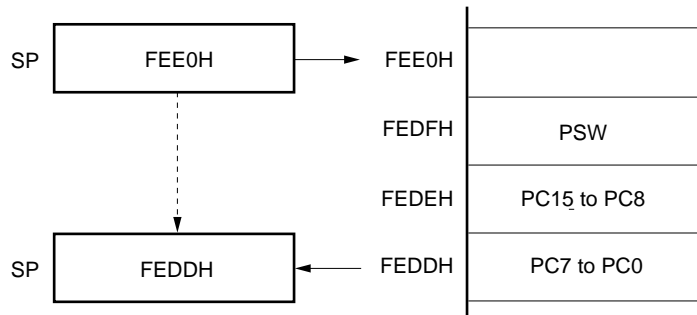 SP FEE0H FEE0H
FEDFH PSW
FEDEH PC15 to PC8
SP FEDDH FEDDH PC7 to PC0